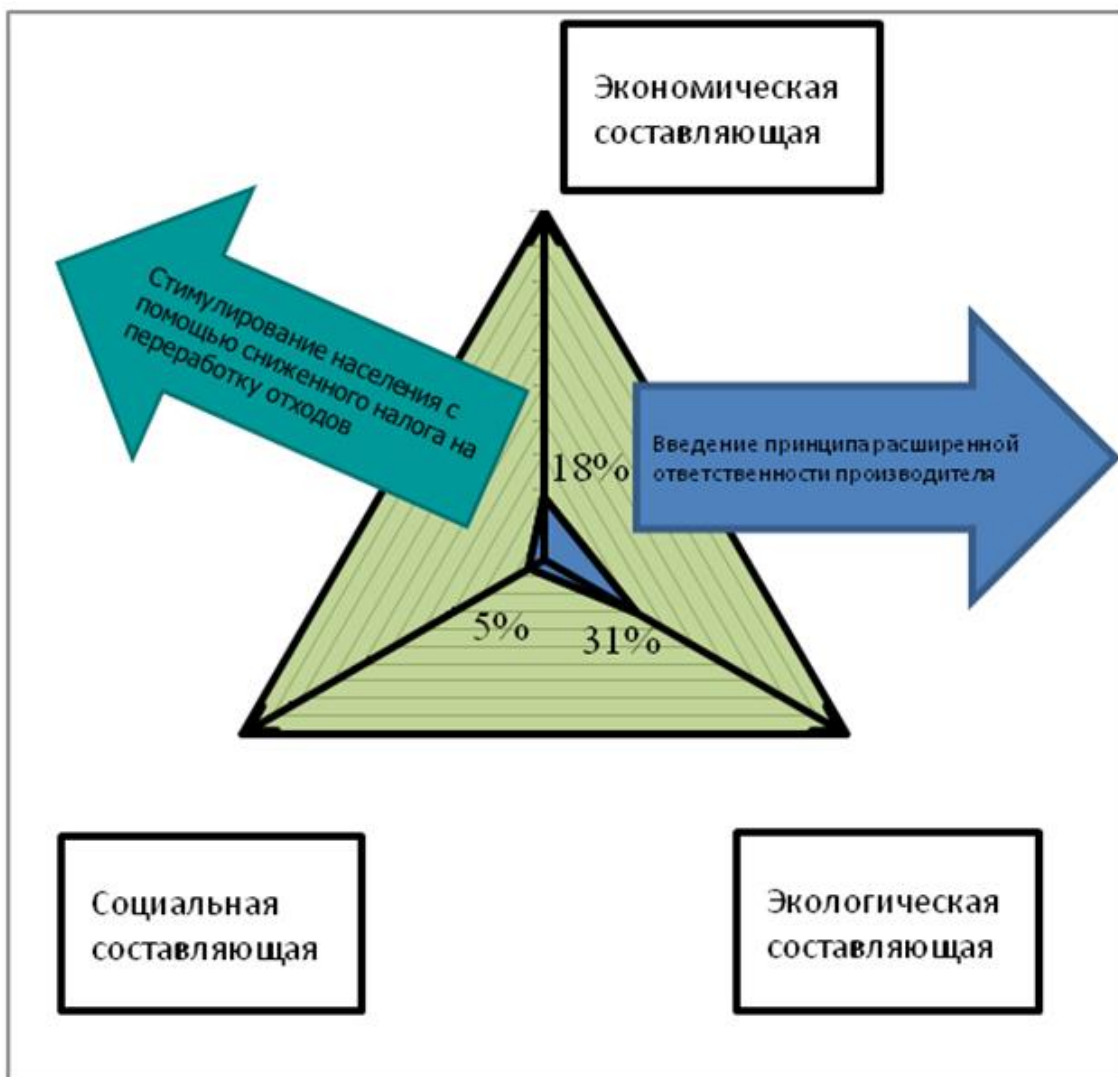 Экономическая
составляющая
Стимулирование населения с
помощью сниженного налога на
переработку отходов
Введение принципа расширенной
ответственности производителя
18%
5%
31%
Социальная
составляющая
Экологическая
составляющая